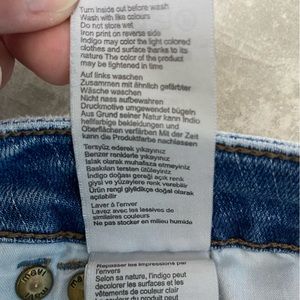 Turn inside out before wash
Wash with like colours
Do not store wet
Iron print on reverse side
Indigo may color the light colored
clothes and surface thanks to its
nature The color of the product
may be lightened in time
Auf links waschen
Waschen mit ähnlich gefärbter
Wäsche
Nicht nass aufbewahren
Druckmotive umgewendet bügeln
Aus Grund seiner Natur kann Indigo
hellfarbige bekleidungen und
Oberflächen verfärben Mit der Zeit
kann die Produktfarbe nachlassen
Tersyüz ederek yıkayınız
Benzer renklerle yıkayınız
Islak olarak muhafaza etmeyiniz
Baskıları tersten ütüleyiniz
Indigo doğası gereği açık renk
giysi ve yüzeylere renk verebilir
Ürün rengi giyildikçe doğal olarak
açılabilir
Laver à l'envers
Lavez avec les lessives de
similaires couleurs
Ne pas stocker en milieu humide
Repasser les impressions par
l'envers
Selon sa nature, l'indigo peut
décolorer les surfaces et les
vêtements de couleur clair
couleur du produit peut
mavi